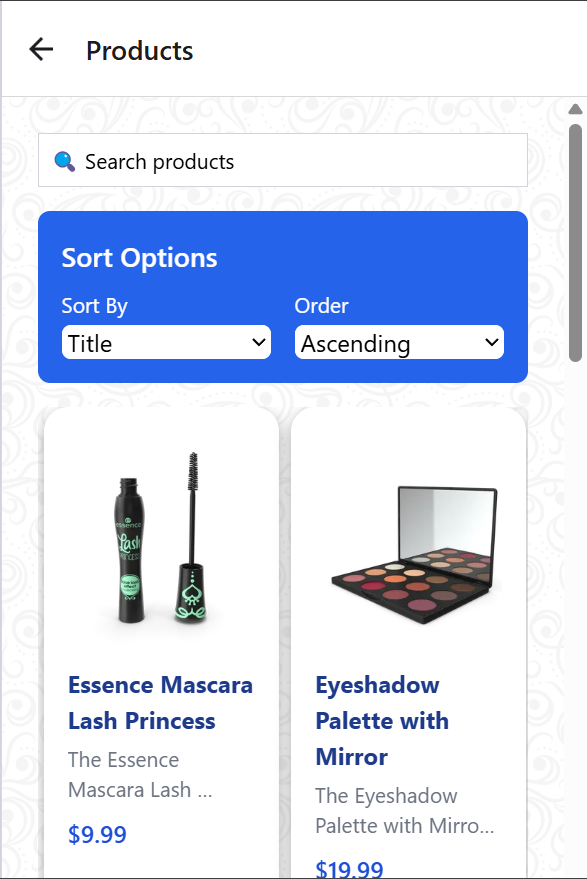 Products
Search products
Sort Options
Sort By Order
Title Ascending
essence
Lash
PRINCESS
Essence Mascara
Lash Princess
The Essence
Mascara Lash ...
$9.99
Eyeshadow
Palette with
Mirror
The Eyeshadow
Palette with Mirro...
$19.99